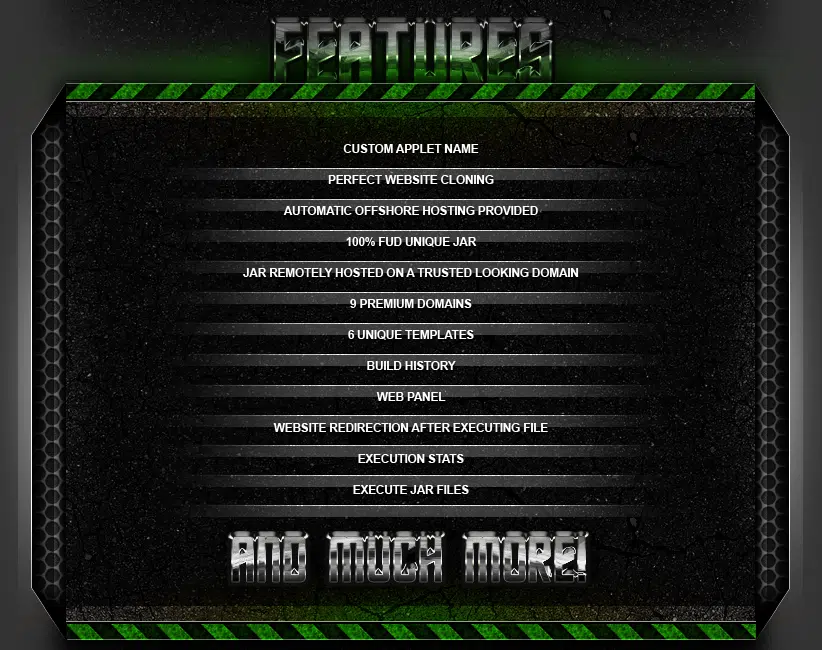 FEATURES
CUSTOM APPLET NAME
PERFECT WEBSITE CLONING
AUTOMATIC OFFSHORE HOSTING PROVIDED
100% FUD UNIQUE JAR
JAR REMOTELY HOSTED ON A TRUSTED LOOKING DOMAIN
9 PREMIUM DOMAINS
6 UNIQUE TEMPLATES
BUILD HISTORY
WEB PANEL
WEBSITE REDIRECTION AFTER EXECUTING FILE
EXECUTION STATS
EXECUTE JAR FILES
AND MUCH MORE!